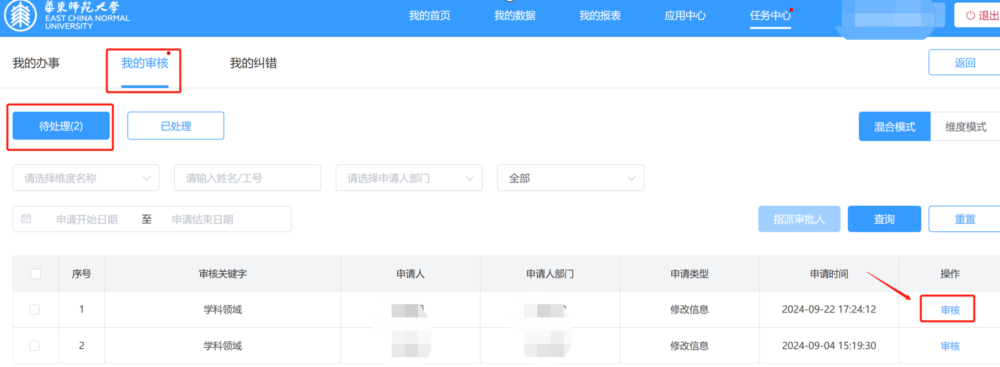 華東師範大學
EAST CHINA NORMAL
UNIVERSITY
我的首页 我的数据 我的报表 应用中心 任务中心 退出
我的办事 我的审核 我的纠错 返回
待处理(2) 已处理 混合模式 维度模式
请选择维度名称 请输入姓名/工号 请选择申请人部门 全部
申请开始日期 至 申请结束日期 指派审批人 查询 重置
序号 审核关键字 申请人 申请人部门 申请类型 申请时间 操作
1 学科领域 修改信息 2024-09-22 17:24:12 审核
2 学科领域 修改信息 2024-09-04 15:19:30 审核